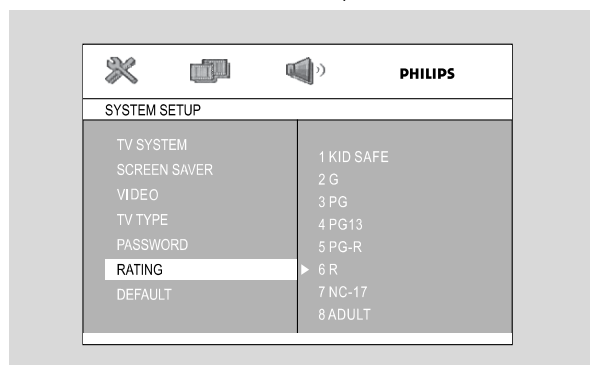 PHILIPS
SYSTEM SETUP
TV SYSTEM
SCREEN SAVER
VIDEO
TV TYPE
PASSWORD
RATING
DEFAULT
1 KID SAFE
2 G
3 PG
4 PG13
5 PG-R
6 R
7 NC-17
8 ADULT